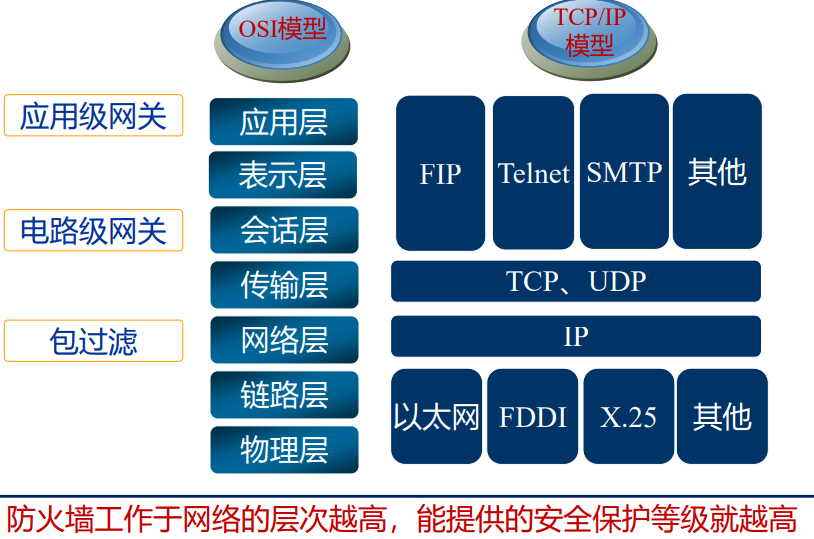 OSI模型
TCP/IP
模型
应用级网关
应用层
表示层
电路级网关
会话层
传输层
包过滤
网络层
链路层
物理层
FIP
Telnet
SMTP
其他
TCP、UDP
IP
以太网
FDDI
X.25
其他
防火墙工作于网络的层次越高，能提供的安全保护等级就越高